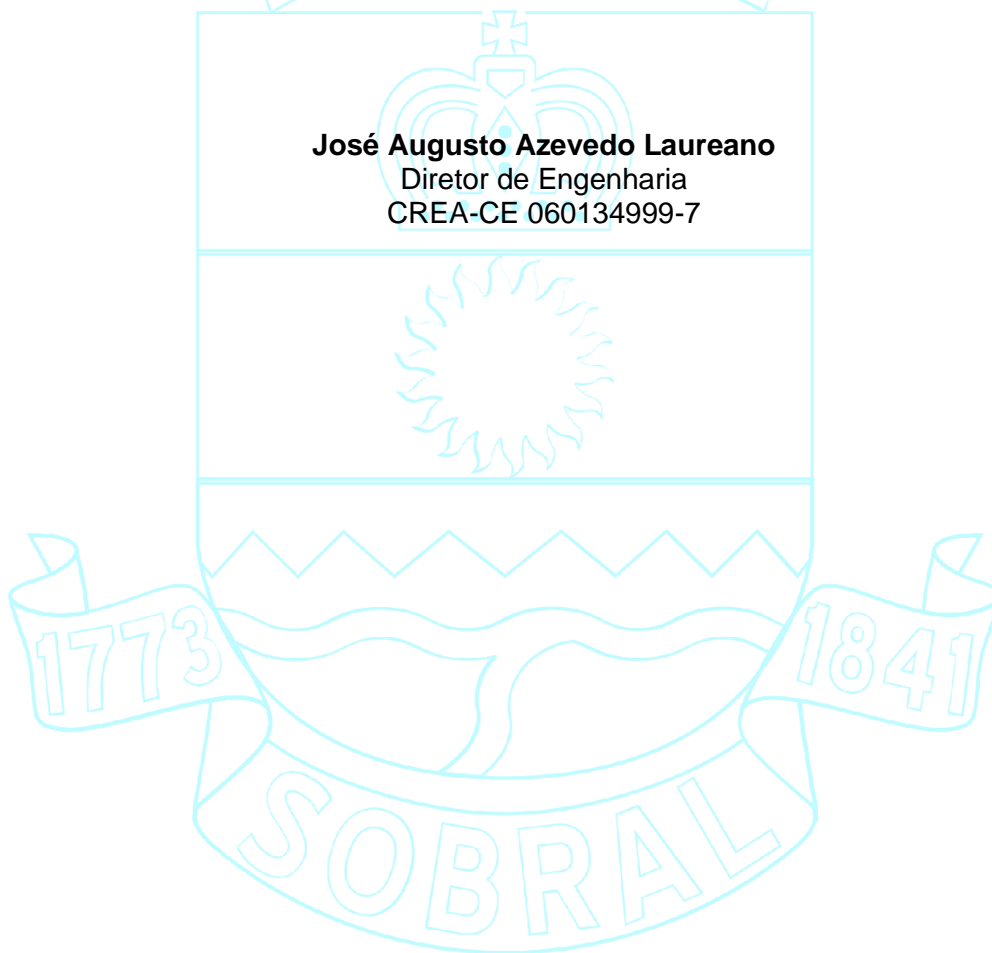 José Augusto Azevedo Laureano
Diretor de Engenharia
CREA-CE 060134999-7
1773
1841
SOBRAL